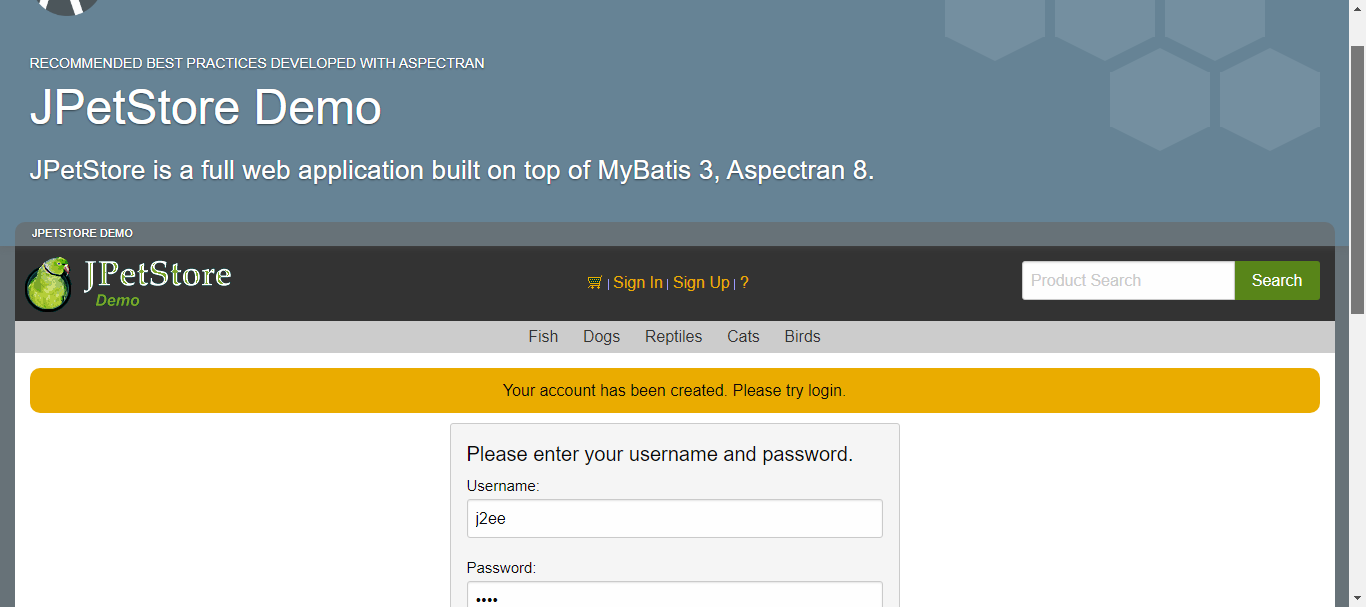 RECOMMENDED BEST PRACTICES DEVELOPED WITH ASPECTRAN
JPetStore Demo
JPetStore is a full web application built on top of MyBatis 3, Aspectran 8.
JPETSTORE DEMO
JPetStore
Demo
| Sign In | Sign Up | ?
Product Search
Search
Fish Dogs Reptiles Cats Birds
Your account has been created. Please try login.
Please enter your username and password.
Username:
j2ee
Password:
••••